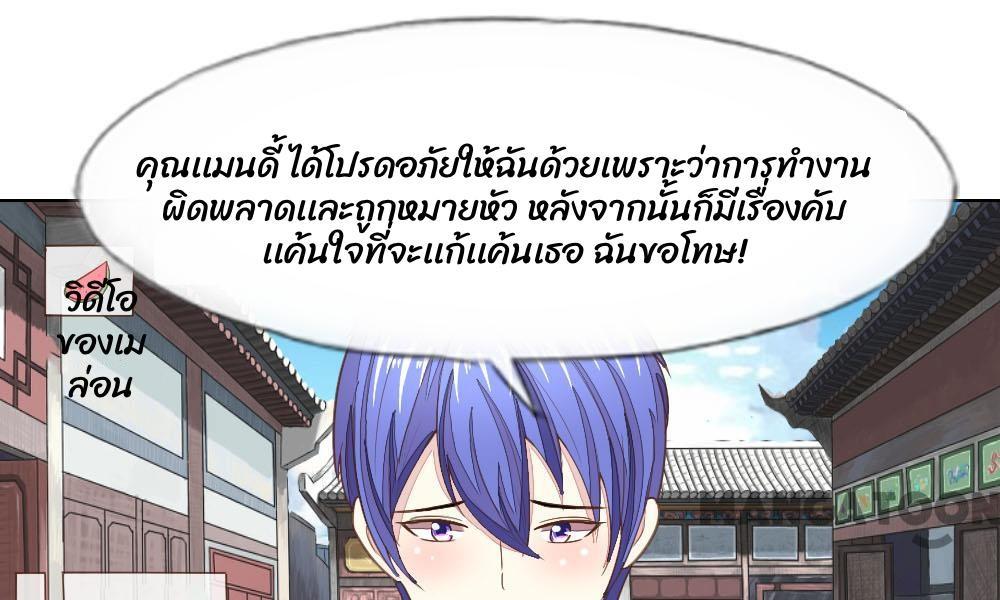 คุณแมนดี้ ได้โปรดอภัยให้ฉันด้วยเพราะว่าการทำงาน
ผิดพลาดและถูกหมายหัว หลังจากนั้นก็มีเรื่องคับ
แค้นใจที่จะแก้แค้นเธอ ฉันขอโทษ!
วิดีโอ
ของเม
ล่อน
MANGATOON